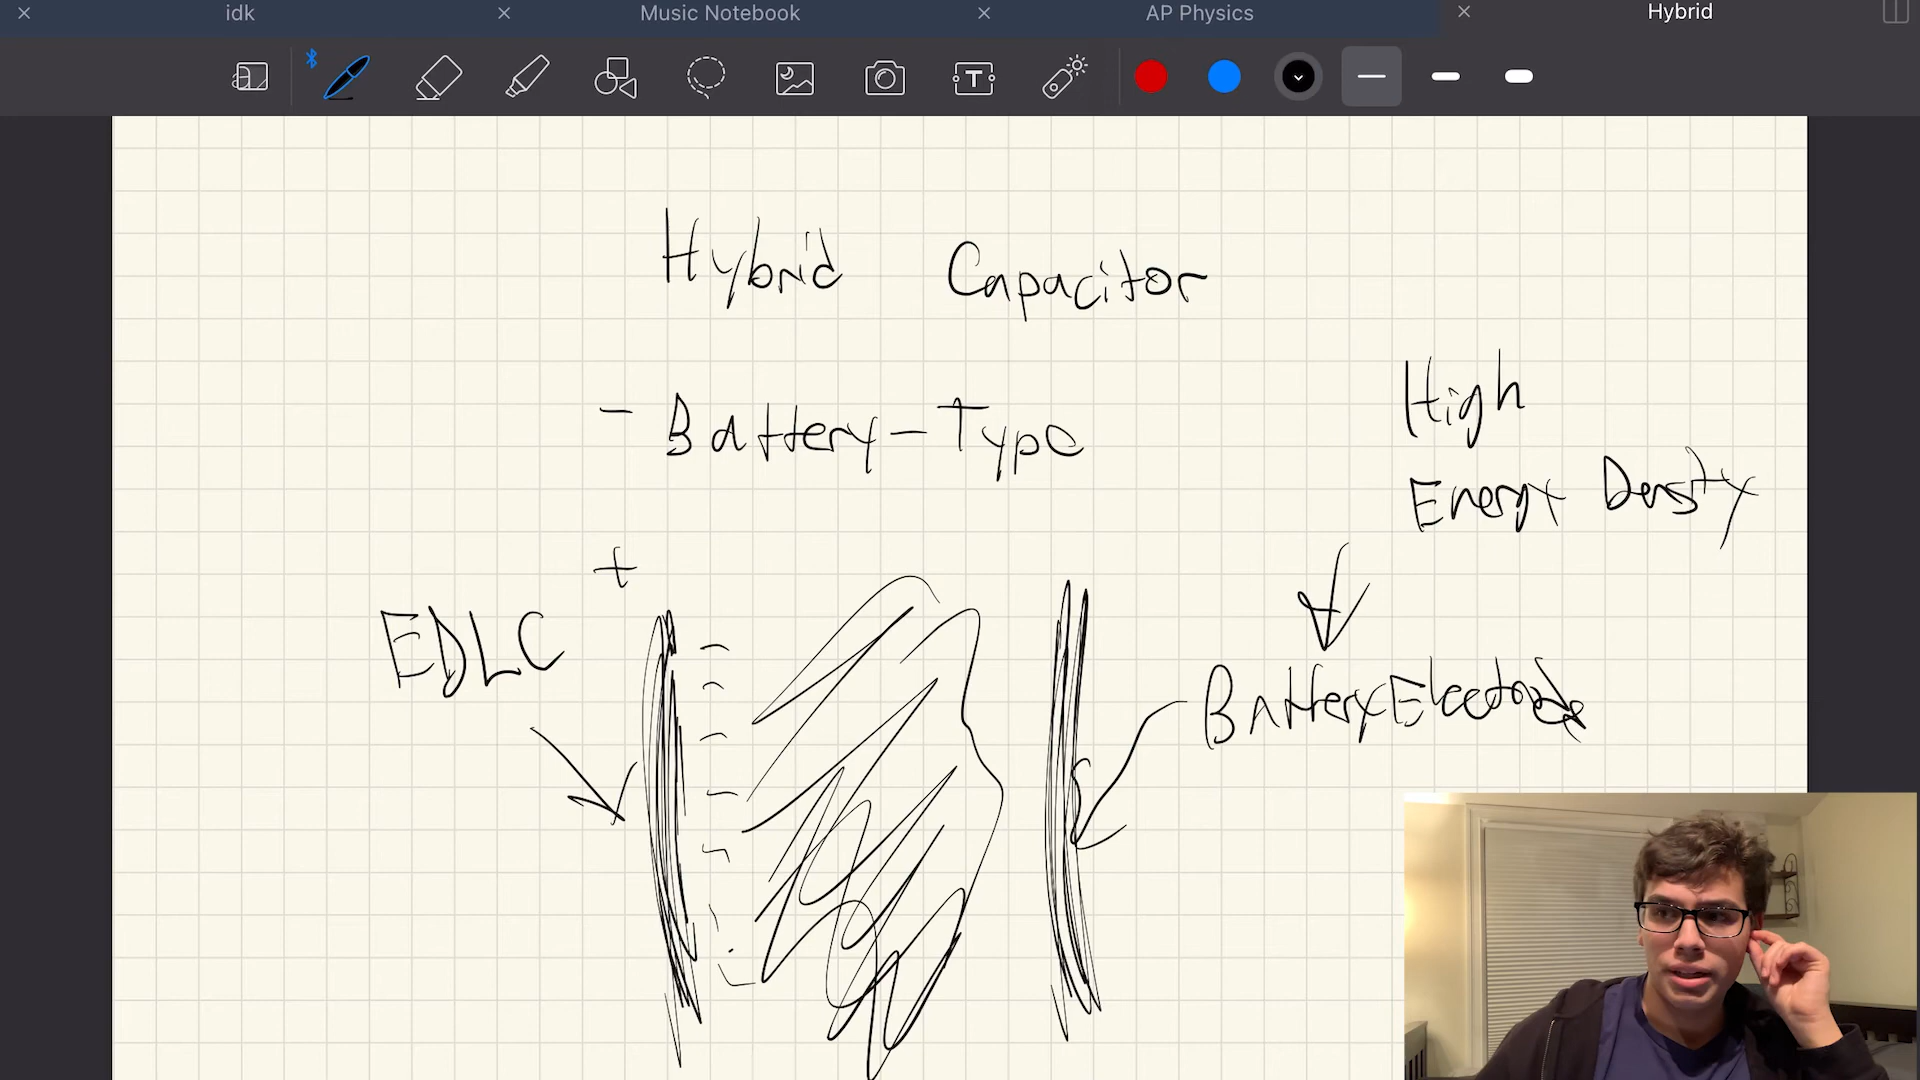 idk Music Notebook AP Physics Hybrid
Hybrid Capacitor
- Battery-Type
High
Energy Density
+
EDLC
Battery Electrode